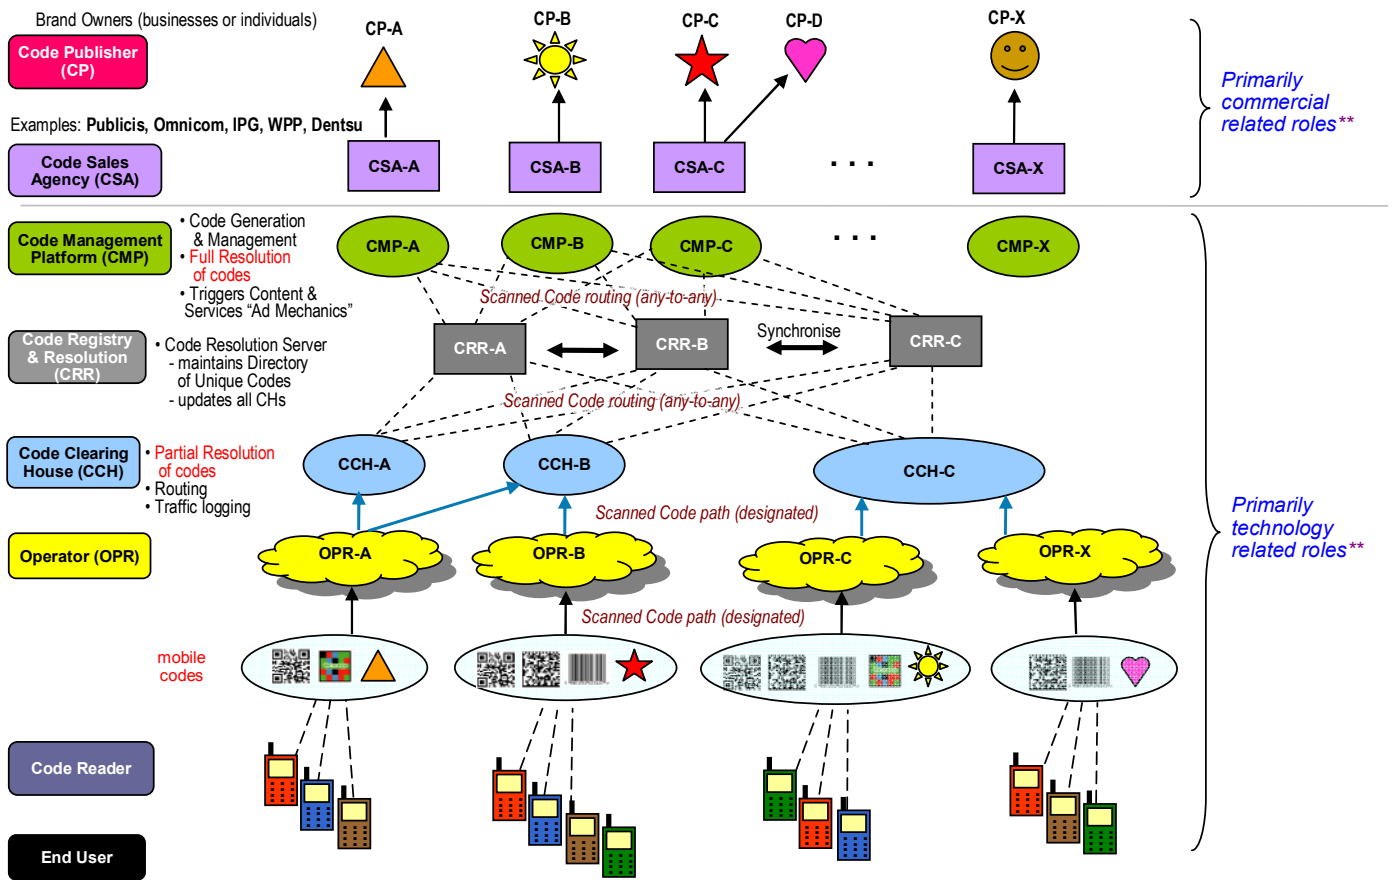 Brand Owners (businesses or individuals)
CP-A
CP-B
CP-C
CP-D
CP-X
Code Publisher
(CP)
Primarily
commercial
related roles**
Examples: Publicis, Omnicom, IPG, WPP, Dentsu
Code Sales
Agency (CSA)
CSA-A
CSA-B
CSA-C
. . .
CSA-X
Code Management
Platform (CMP)
• Code Generation
& Management
• Full Resolution
of codes
• Triggers Content &
Services “Ad Mechanics”
CMP-A
CMP-B
CMP-C
. . .
CMP-X
Scanned Code routing (any-to-any)
Code Registry
& Resolution
(CRR)
• Code Resolution Server
- maintains Directory
of Unique Codes
- updates all CHs
CRR-A
CRR-B
Synchronise
CRR-C
Scanned Code routing (any-to-any)
Code Clearing
House (CCH)
• Partial Resolution
of codes
• Routing
• Traffic logging
CCH-A
CCH-B
CCH-C
Scanned Code path (designated)
Primarily
technology
related roles**
Operator (OPR)
OPR-A
OPR-B
OPR-C
OPR-X
Scanned Code path (designated)
mobile
codes
Code Reader
End User